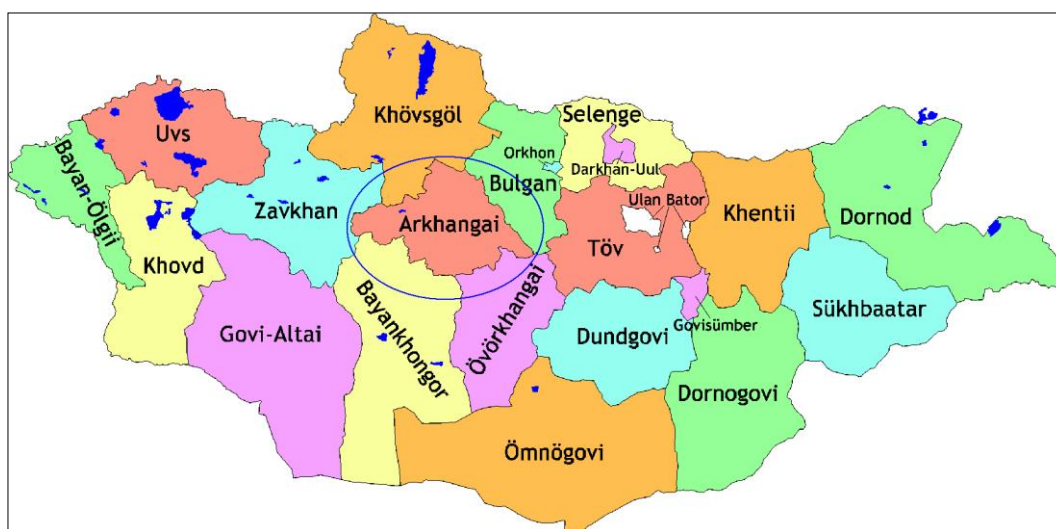 Khövsgöl
Selenge
Uvs
Orkhon
Darkhan-Uul
Bayan-Ölgii
Bulgan
Ulan Bator
Zavkhan
Arkhangai
Khentii
Dornod
Khovd
Töv
Govi-Altai
Bayankhongor
Övörkhangai
Govisümber
Sükhbaatar
Dundgovi
Dornogovi
Ömnögovi